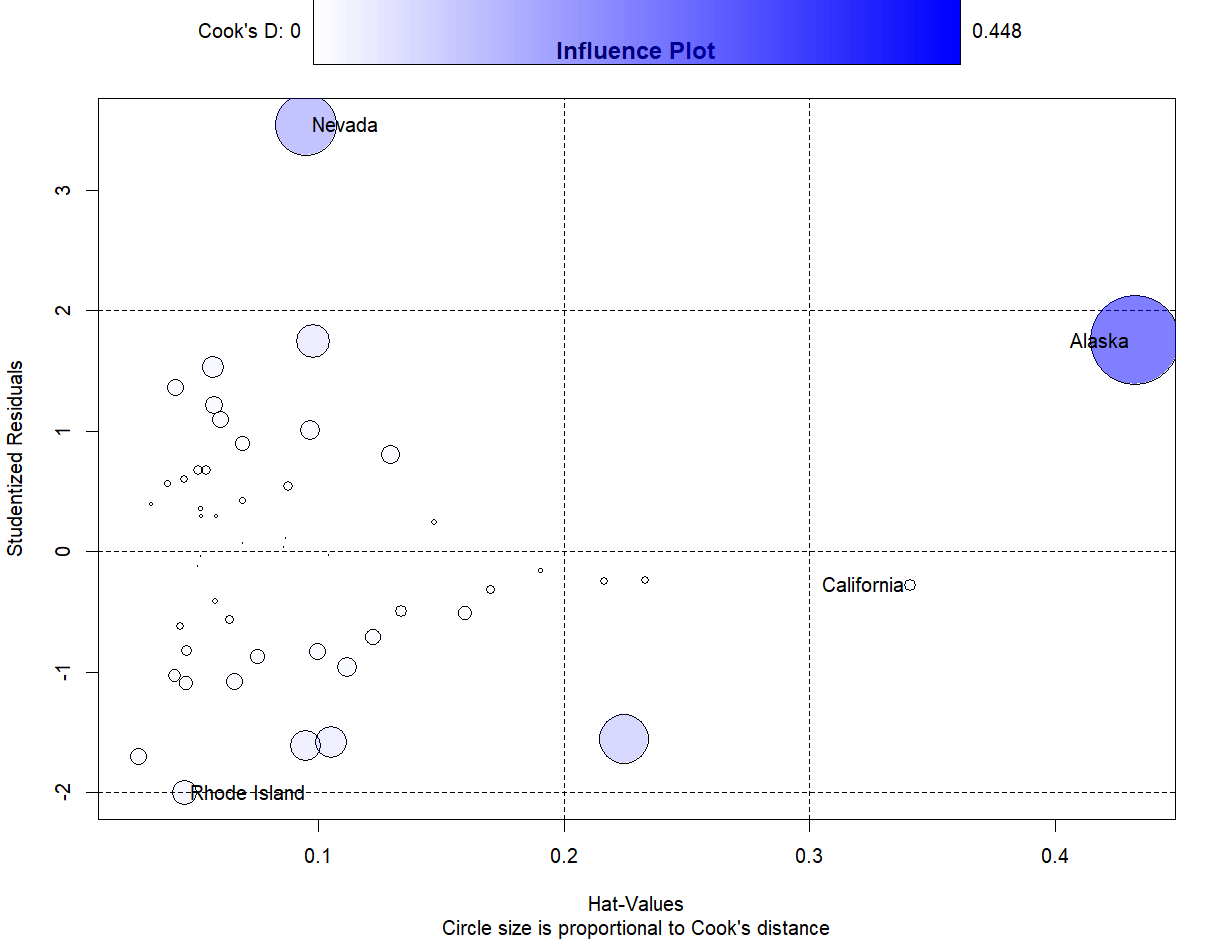 Cook's D: 0
0.448
Influence Plot
Nevada
3
2
Alaska
1
0
California
-1
-2
Rhode Island
Studentized Residuals
0.1 0.2 0.3 0.4
Hat-Values
Circle size is proportional to Cook's distance